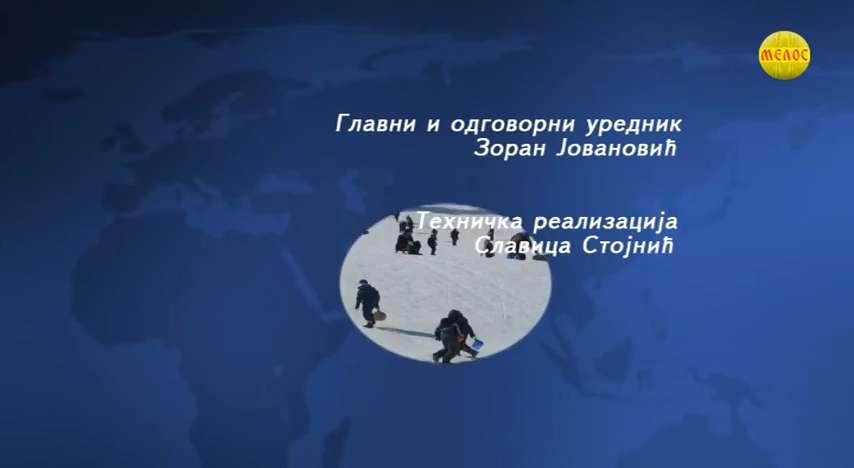 МЕЛОС
Главни и одговорни уредник
Зоран Јовановић
Техничка реализација
Славица Стојнић